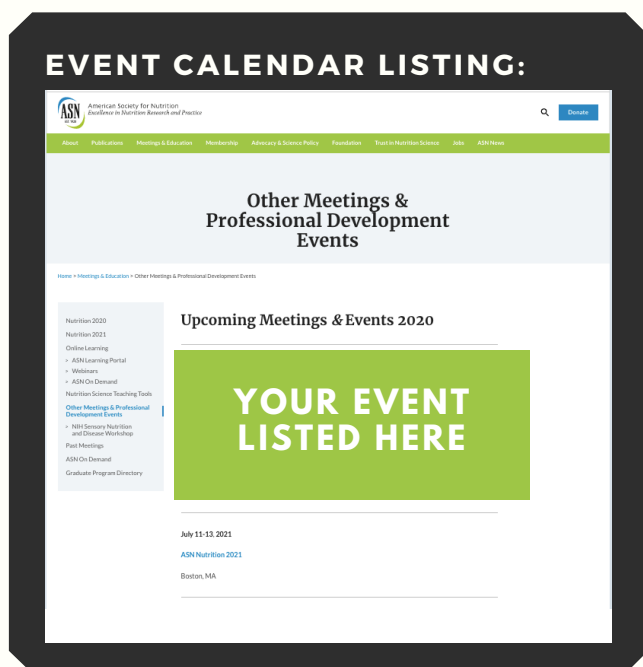 EVENT CALENDAR LISTING:
ASN
American Society for Nutrition
Excellence in Nutrition Research and Practice
Donate
About Publications Meetings & Education Membership Advocacy & Science Policy Foundation Trust in Nutrition Science Jobs ASN News
Other Meetings &
Professional Development
Events
Home > Meetings & Education > Other Meetings & Professional Development Events
Nutrition 2020
Nutrition 2021
Online Learning
ASN Learning Portal
Webinars
ASN On Demand
Nutrition Science Teaching Tools
Other Meetings & Professional
Development Events
NIH Sensory Nutrition
and Disease Workshop
Past Meetings
ASN On Demand
Graduate Program Directory
Upcoming Meetings & Events 2020
YOUR EVENT
LISTED HERE
July 11-13, 2021
ASN Nutrition 2021
Boston, MA